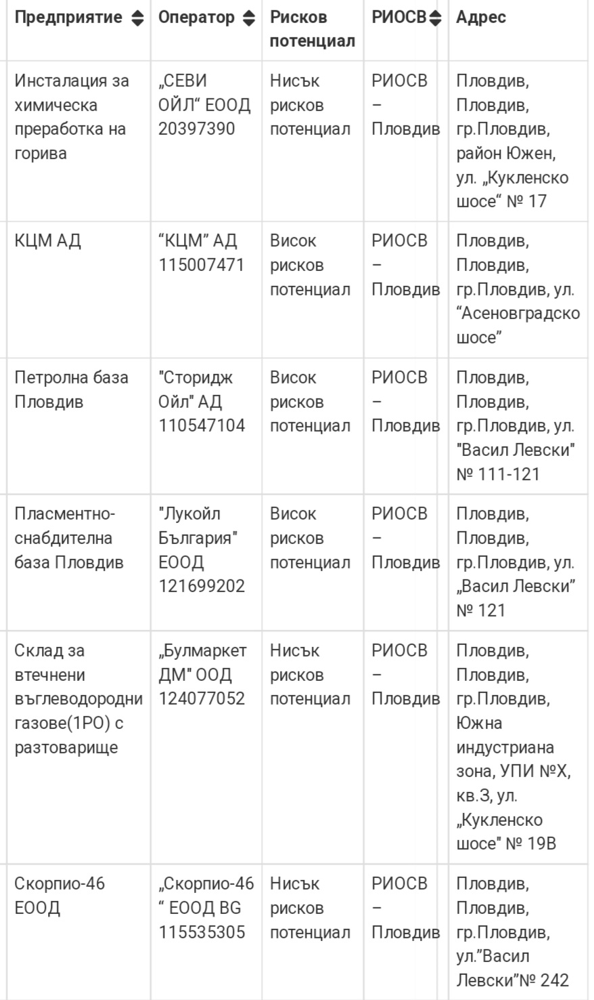 Предприятие Оператор Рисков потенциал РИОСВ Адрес
Инсталация за
химическа
преработка на
горива
„СЕВИ
ОЙЛ“ ЕООД
20397390
Нисък
рисков
потенциал
РИОСВ
–
Пловдив
Пловдив,
Пловдив,
гр.Пловдив,
район Южен,
ул. „Кукленско
шосе“ № 17
КЦМ АД
“КЦМ” АД
115007471
Висок
рисков
потенциал
РИОСВ
–
Пловдив
Пловдив,
Пловдив,
гр.Пловдив, ул.
“Асеновградско
шосе”
Петролна база
Пловдив
"Сторидж
Ойл" АД
110547104
Висок
рисков
потенциал
РИОСВ
–
Пловдив
Пловдив,
Пловдив,
гр.Пловдив, ул.
"Васил Левски"
№ 111-121
Пласментно-
снабдителна
база Пловдив
"Лукойл
България"
ЕООД
121699202
Висок
рисков
потенциал
РИОСВ
–
Пловдив
Пловдив,
Пловдив,
гр.Пловдив, ул.
„Васил Левски”
№ 121
Склад за
втечнени
въглеводородни
газове(1РО) с
разтоварище
„Булмаркет
ДМ" ООД
124077052
Нисък
рисков
потенциал
РИОСВ
–
Пловдив
Пловдив,
Пловдив,
гр.Пловдив,
Южна
индустриана
зона, УПИ №X,
кв.З, ул.
„Кукленско
шосе" № 19В
Скорпио-46
ЕООД
„Скорпио-46
“ ЕООД BG
115535305
Нисък
рисков
потенциал
РИОСВ
–
Пловдив
Пловдив,
Пловдив,
гр.Пловдив,
ул.”Васил
Левски”№ 242